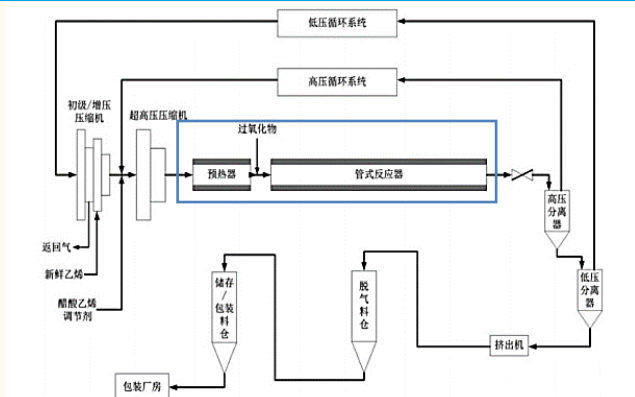 低压循环系统
高压循环系统
初级/增压
压缩机
超高压压缩机
过氧化物
预热器
管式反应器
高压
分离
器
返回气
新鲜乙烯
醋酸乙烯
调节剂
储存
/
包装
料
仓
脱
气
料
仓
低压
分离
器
挤出机
包装厂房